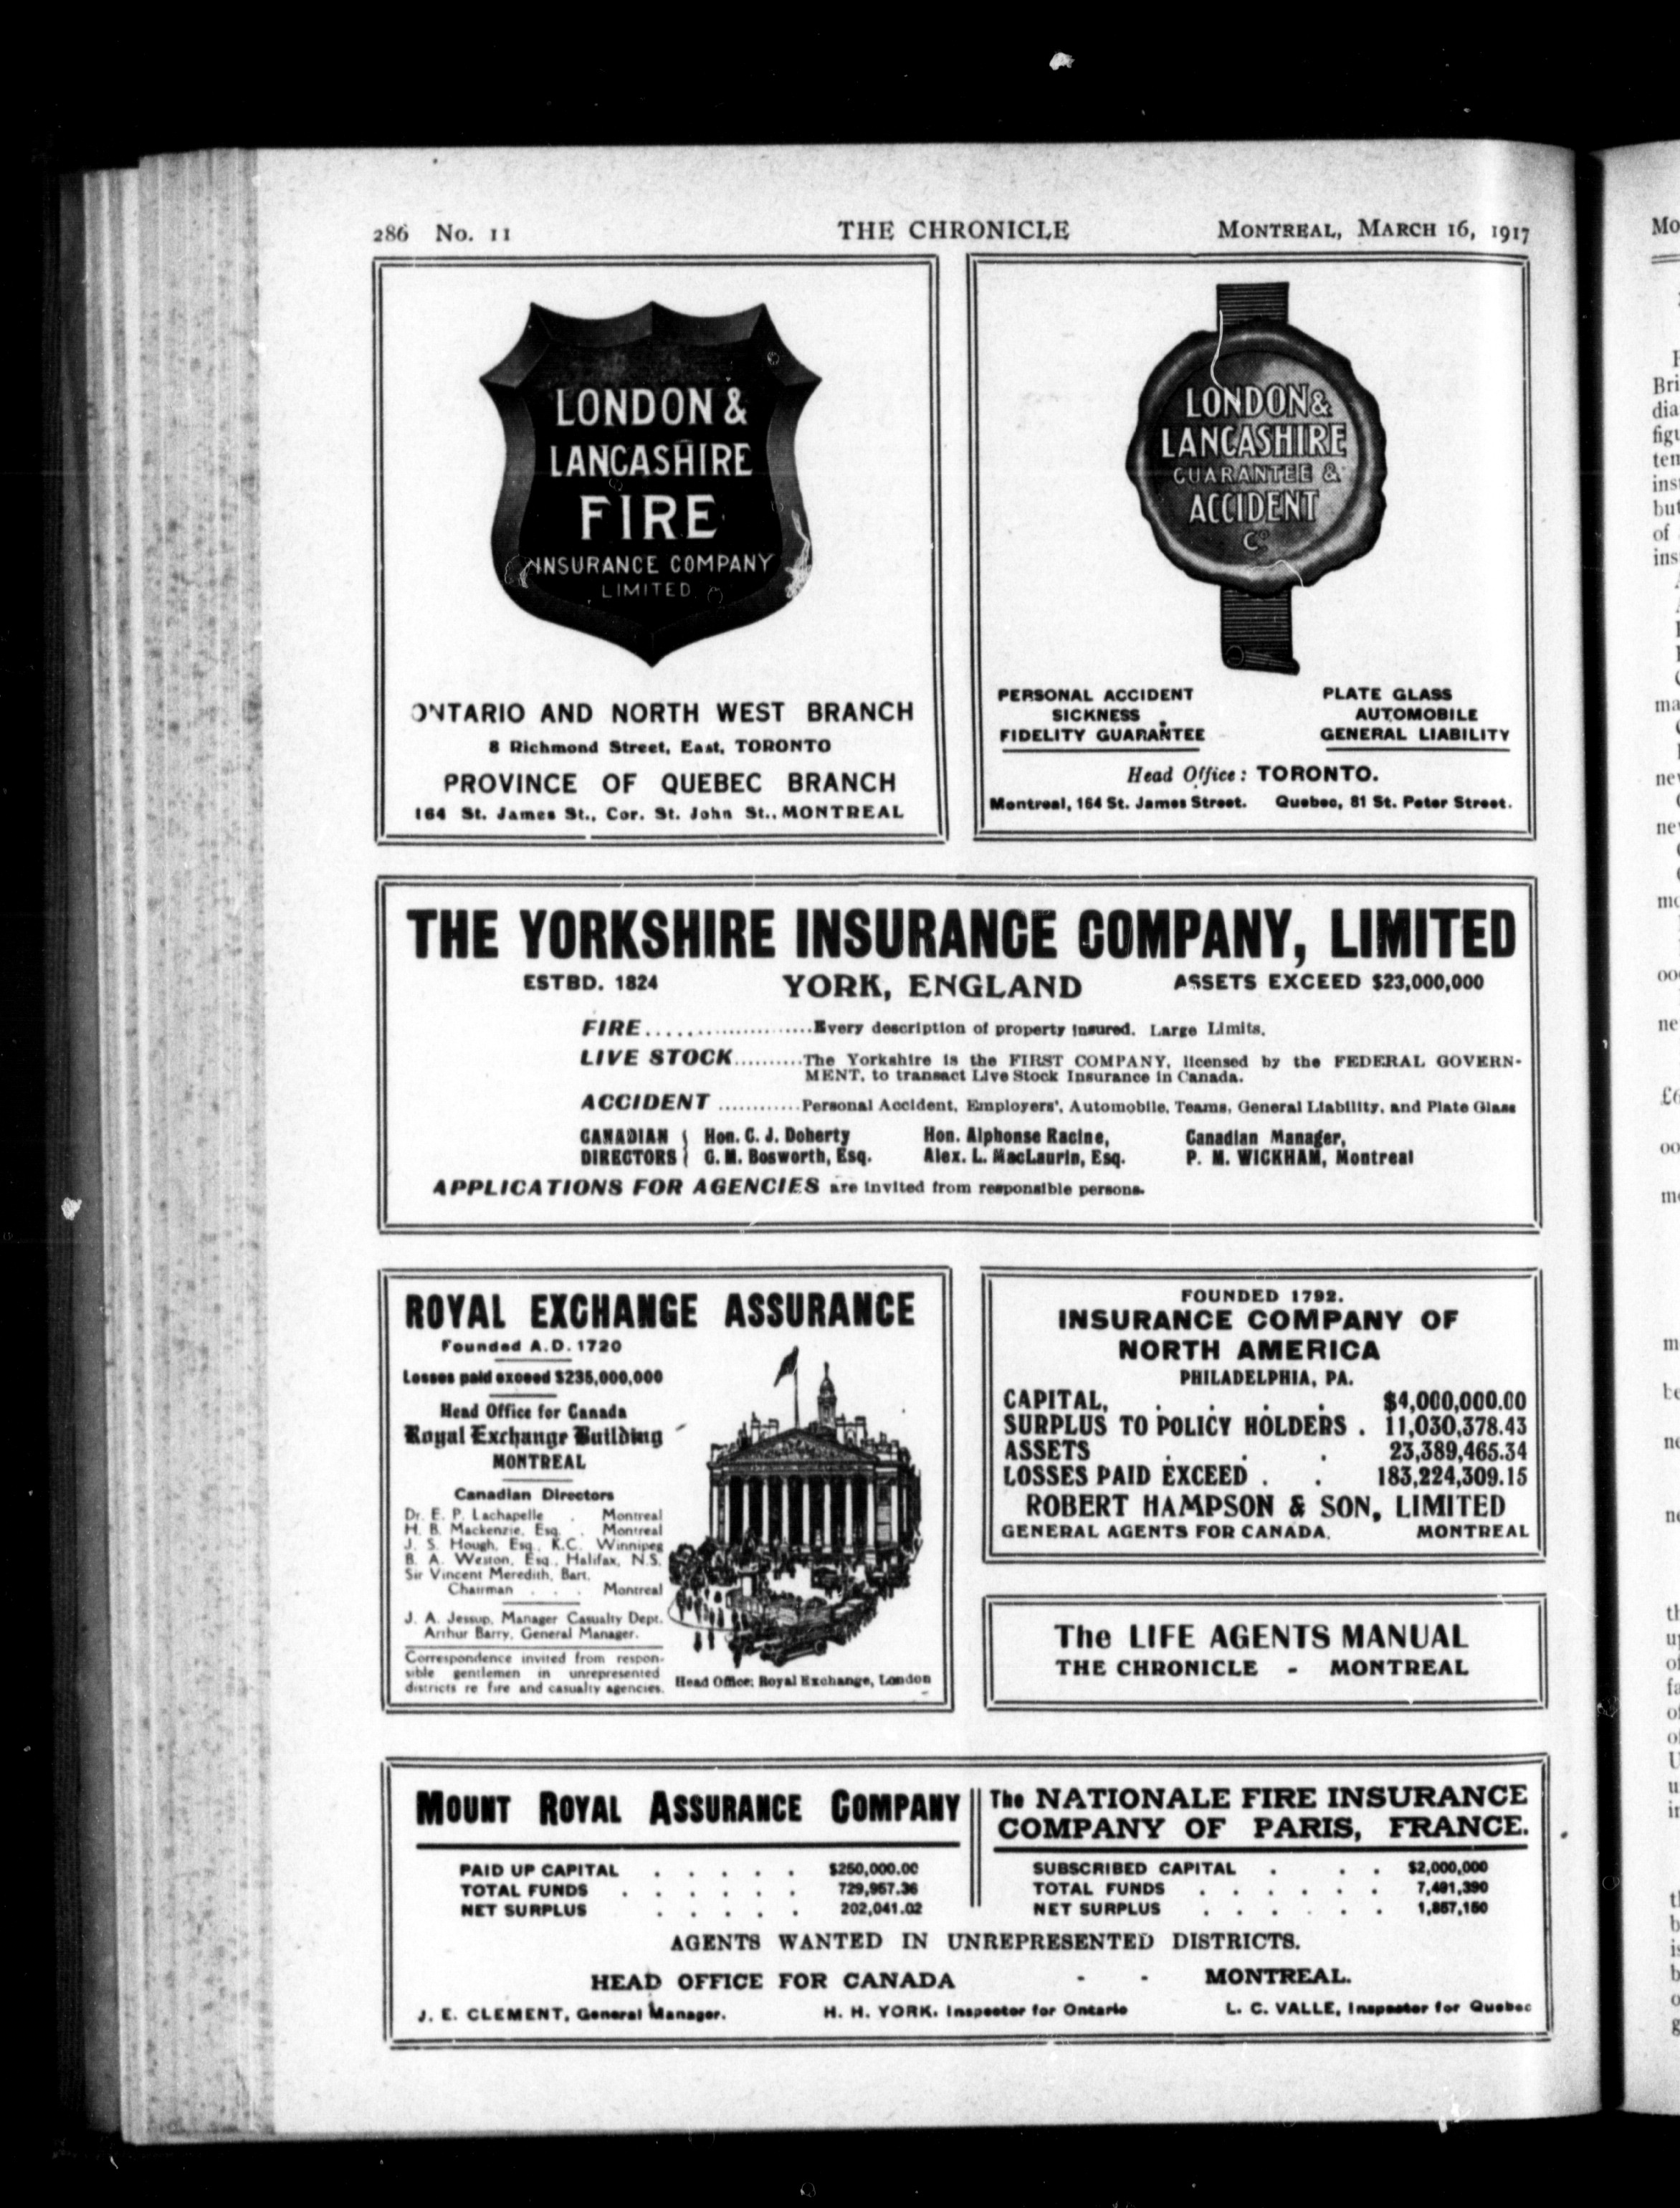 286 No. 11
THE CHRONICLE
MONTREAL, MARCH 16, 1917
LONDON &
LANCASHIRE
FIRE
INSURANCE COMPANY
LIMITED
ONTARIO AND NORTH WEST BRANCH
8 Richmond Street, East, TORONTO
PROVINCE OF QUEBEC BRANCH
164 St. James St., Cor. St. John St., MONTREAL
LONDON &
LANCASHIRE
GUARANTEE &
ACCIDENT
Co
PERSONAL ACCIDENT
SICKNESS
FIDELITY GUARANTEE
PLATE GLASS
AUTOMOBILE
GENERAL LIABILITY
Head Office: TORONTO.
Montreal, 164 St. James Street. Quebec, 81 St. Peter Street.
THE YORKSHIRE INSURANCE COMPANY, LIMITED
ESTBD. 1824 YORK, ENGLAND ASSETS EXCEED $23,000,000
FIRE....................Every description of property insured. Large Limits.
LIVE STOCK..........The Yorkshire is the FIRST COMPANY, licensed by the FEDERAL GOVERN-
MENT, to transact Live Stock Insurance in Canada.
ACCIDENT ............Personal Accident, Employers', Automobile, Teams, General Liability, and Plate Glass
CANADIAN { Hon. C. J. Doherty Hon. Alphonse Racine, Canadian Manager,
DIRECTORS { G. M. Bosworth, Esq. Alex. L. MacLaurin, Esq. P. M. WICKHAM, Montreal
APPLICATIONS FOR AGENCIES are invited from responsible persons.
ROYAL EXCHANGE ASSURANCE
Founded A.D. 1720
Losses paid exceed $235,000,000
Head Office for Canada
Royal Exchange Building
MONTREAL
Canadian Directors
Dr. E. P. Lachapelle . Montreal
H. B. Mackenzie, Esq. . Montreal
J. S. Hough, Esq., K.C. Winnipeg
B. A. Weston, Esq., Halifax, N.S.
Sir Vincent Meredith, Bart.
Chairman . . . Montreal
J. A. Jessup, Manager Casualty Dept.
Arthur Barry, General Manager.
Correspondence invited from respon-
sible gentlemen in unrepresented
districts re fire and casualty agencies.
Head Office: Royal Exchange, London
FOUNDED 1792.
INSURANCE COMPANY OF
NORTH AMERICA
PHILADELPHIA, PA.
CAPITAL, . . . . $4,000,000.00
SURPLUS TO POLICY HOLDERS . 11,030,378.43
ASSETS . . . 23,389,465.34
LOSSES PAID EXCEED . . 183,224,309.15
ROBERT HAMPSON & SON, LIMITED
GENERAL AGENTS FOR CANADA. MONTREAL
The LIFE AGENTS MANUAL
THE CHRONICLE - MONTREAL
MOUNT ROYAL ASSURANCE COMPANY
PAID UP CAPITAL . . . . . $250,000.00
TOTAL FUNDS . . . . . . 729,957.36
NET SURPLUS . . . . . 202,041.02
The NATIONALE FIRE INSURANCE
COMPANY OF PARIS, FRANCE.
SUBSCRIBED CAPITAL . . . $2,000,000
TOTAL FUNDS . . . . . . 7,491,390
NET SURPLUS . . . . . . 1,857,150
AGENTS WANTED IN UNREPRESENTED DISTRICTS.
HEAD OFFICE FOR CANADA - - MONTREAL.
J. E. CLEMENT, General Manager. H. H. YORK, Inspector for Ontario L. C. VALLE, Inspector for Quebec